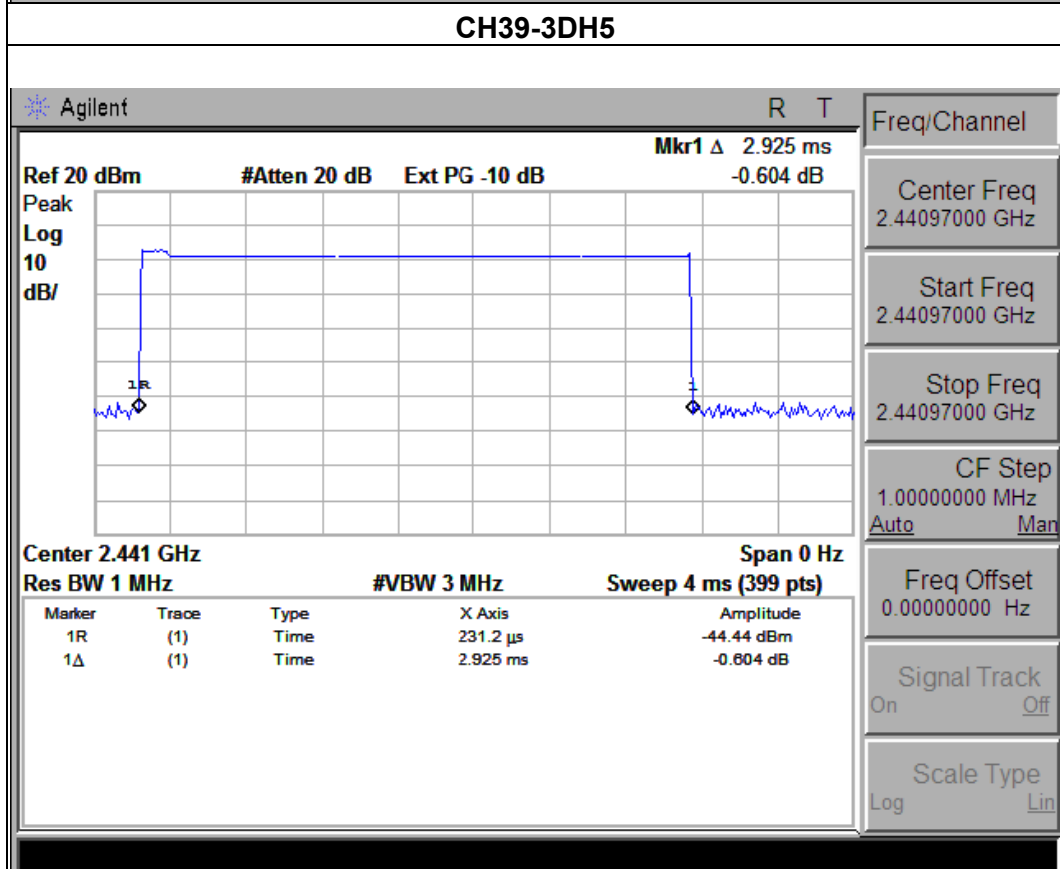 CH39-3DH5
Agilent R T
Mkr1 Δ 2.925 ms
Ref 20 dBm #Atten 20 dB Ext PG -10 dB -0.604 dB
Peak
Log
10
dB/
1R
1
Center 2.441 GHz Span 0 Hz
Res BW 1 MHz #VBW 3 MHz Sweep 4 ms (399 pts)
Marker Trace Type X Axis Amplitude
1R (1) Time 231.2 µs -44.44 dBm
1Δ (1) Time 2.925 ms -0.604 dB
Freq/Channel
Center Freq
2.44097000 GHz
Start Freq
2.44097000 GHz
Stop Freq
2.44097000 GHz
CF Step
1.00000000 MHz
Auto Man
Freq Offset
0.00000000 Hz
Signal Track
On Off
Scale Type
Log Lin